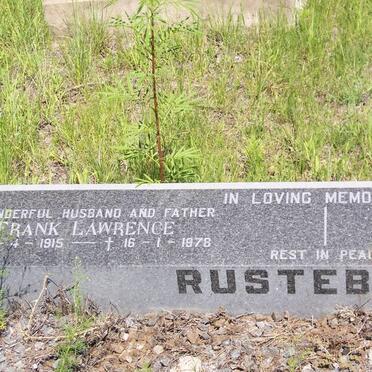 IN LOVING MEMO
NDERFUL HUSBAND AND FATHER
FRANK LAWRENCE
-4-1915 — † 16-1-1978
REST IN PEA
RUSTEB